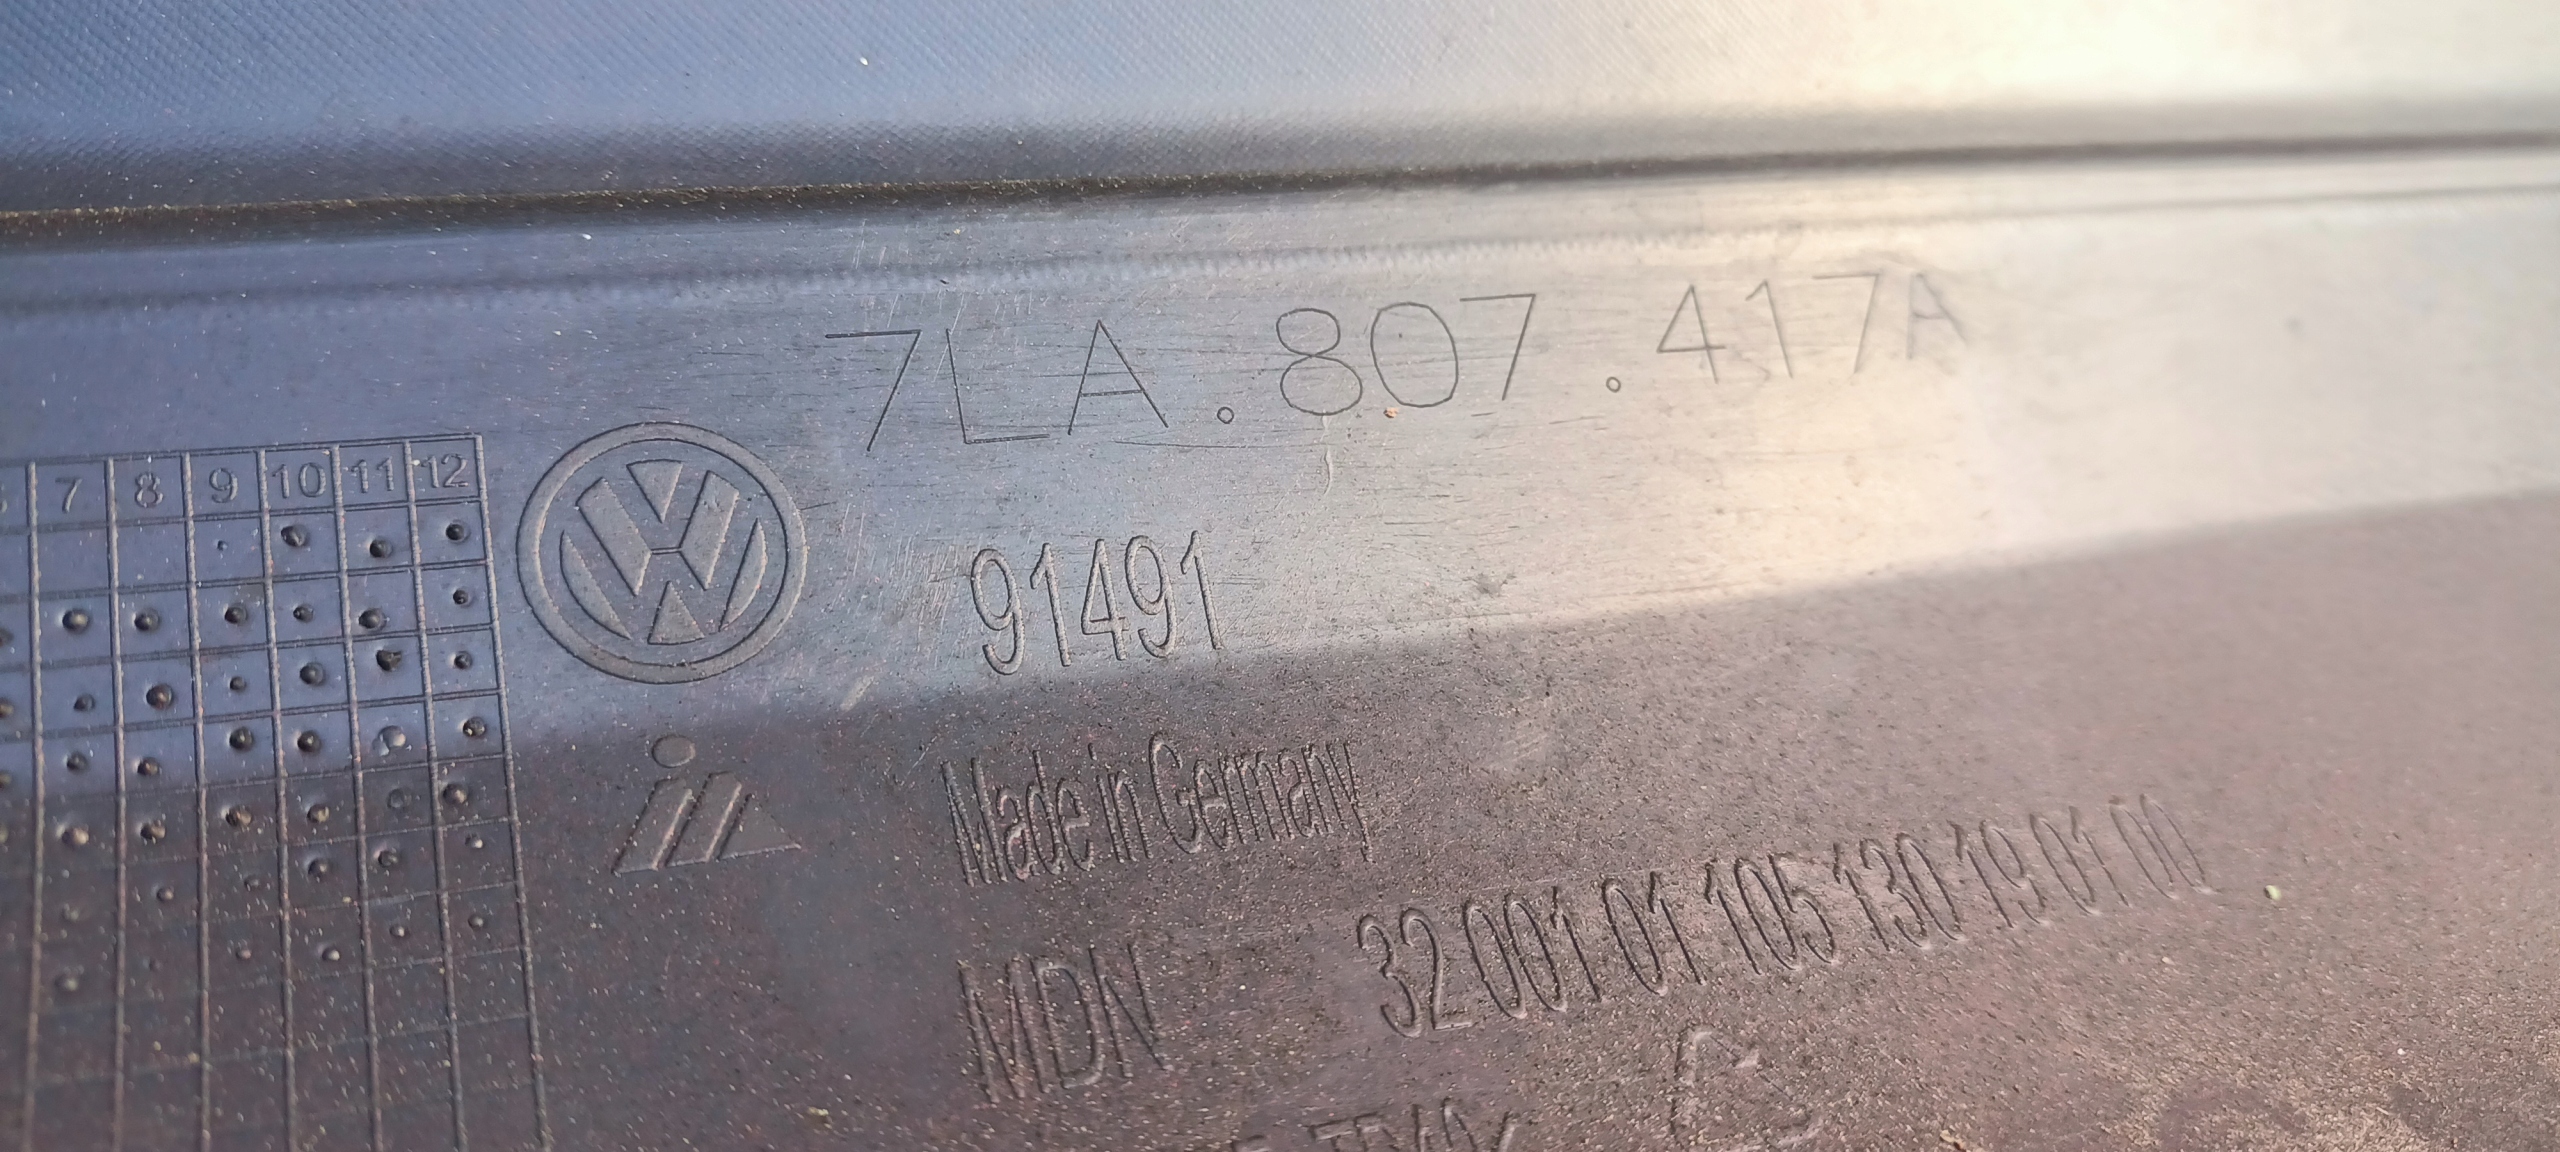 7LA.807.417A
7 8 9 10 11 12
91491
Made in Germany
32 001 01 105 130 19 01 00
MDN